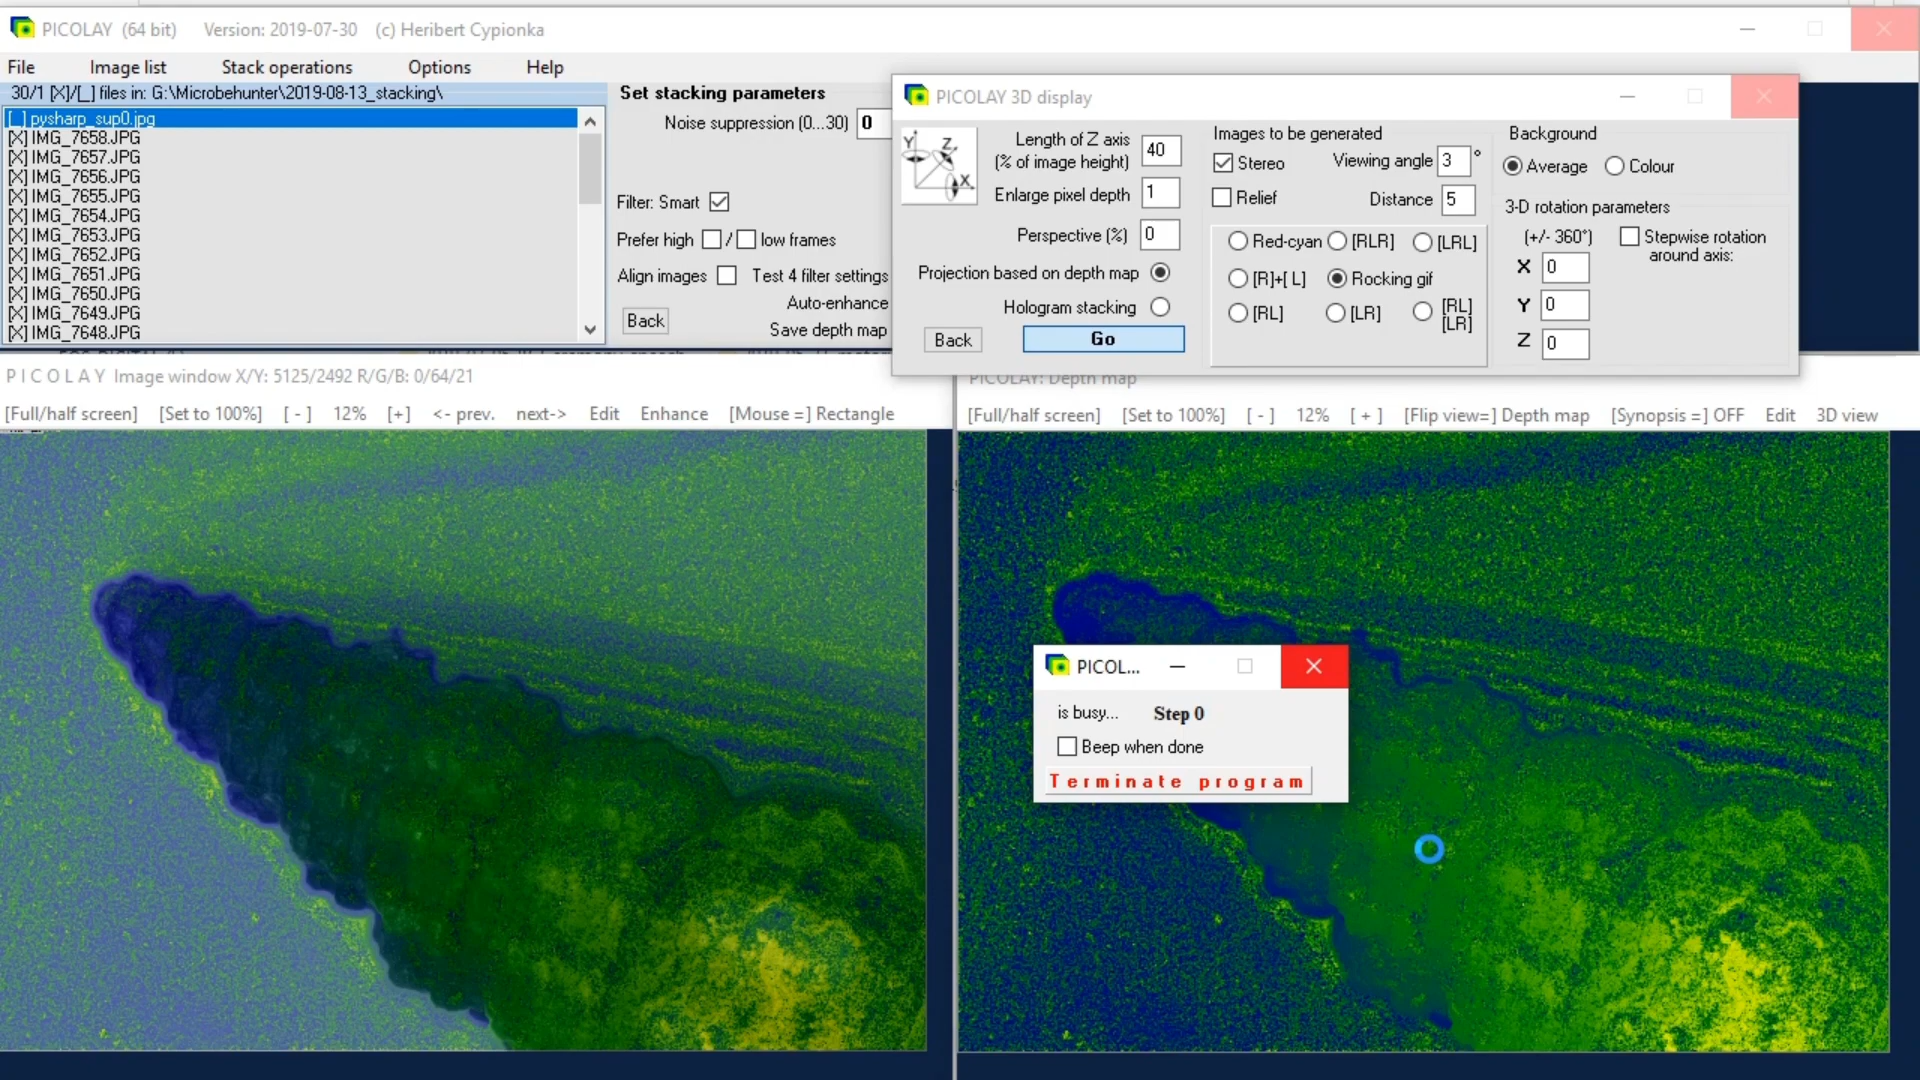 PICOLAY (64 bit) Version: 2019-07-30 (c) Heribert Cypionka
File Image list Stack operations Options Help
30/1 [X]/[_] files in: G:\Microbehunter\2019-08-13_stacking\
[_] pysharp_sup0.jpg
[X] IMG_7658.JPG
[X] IMG_7657.JPG
[X] IMG_7656.JPG
[X] IMG_7655.JPG
[X] IMG_7654.JPG
[X] IMG_7653.JPG
[X] IMG_7652.JPG
[X] IMG_7651.JPG
[X] IMG_7650.JPG
[X] IMG_7649.JPG
[X] IMG_7648.JPG
Set stacking parameters
Noise suppression (0...30) 0
Filter: Smart
Prefer high / low frames
Align images Test 4 filter settings
Auto-enhance
Back Save depth map
PICOLAY 3D display
Y Z X
Length of Z axis
(% of image height) 40
Enlarge pixel depth 1
Perspective (%) 0
Projection based on depth map
Hologram stacking
Back Go
Images to be generated
Stereo Viewing angle 3 °
Relief Distance 5
Red-cyan [RLR] [LRL]
[R]+[ L] Rocking gif
[RL] [LR] [RL]
[LR]
Background
Average Colour
3-D rotation parameters
(+/- 360°) Stepwise rotation
around axis:
X 0
Y 0
Z 0
P I C O L A Y Image window X/Y: 5125/2492 R/G/B: 0/64/21
[Full/half screen] [Set to 100%] [ - ] 12% [+] <- prev. next-> Edit Enhance [Mouse =] Rectangle
PICOLAY: Depth map
[Full/half screen] [Set to 100%] [ - ] 12% [ + ] [Flip view=] Depth map [Synopsis =] OFF Edit 3D view
PICOL...
is busy... Step 0
Beep when done
Terminate program